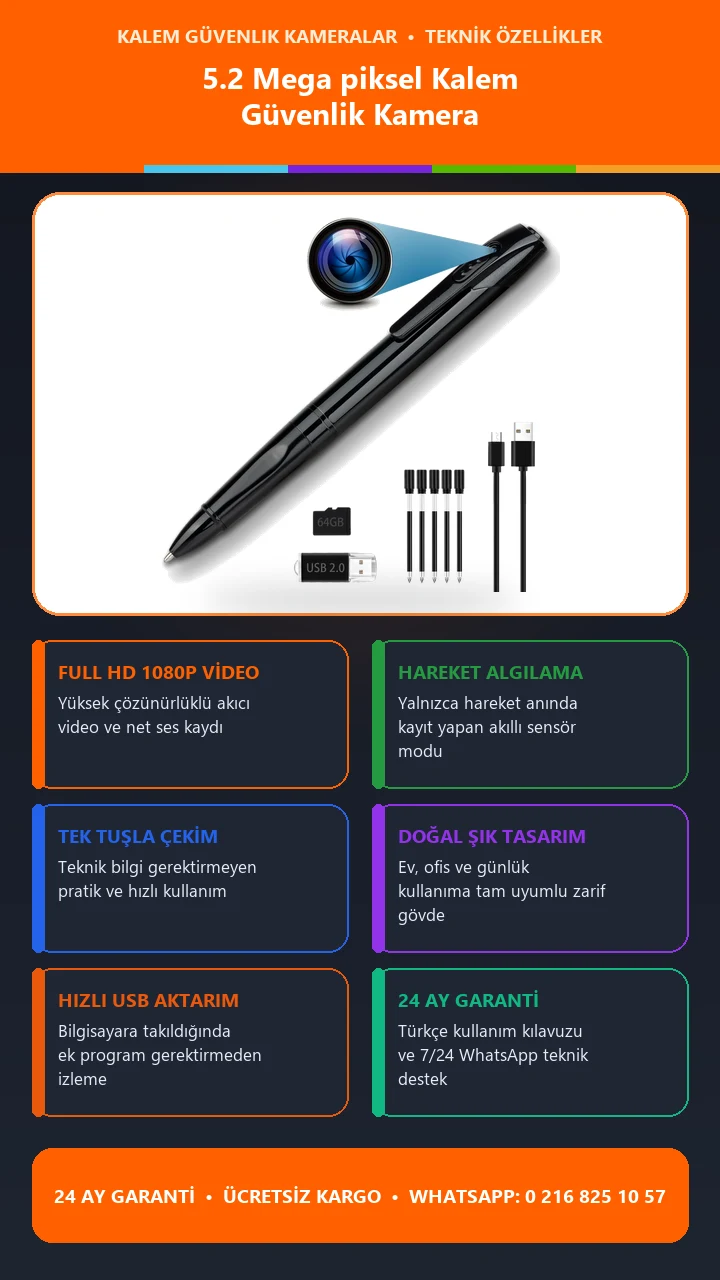 KALEM GÜVENLIK KAMERALAR • TEKNİK ÖZELLİKLER
5.2 Mega piksel Kalem
Güvenlik Kamera
64GB
USB 2.0
FULL HD 1080P VİDEO
Yüksek çözünürlüklü akıcı
video ve net ses kaydı
HAREKET ALGILAMA
Yalnızca hareket anında
kayıt yapan akıllı sensör
modu
TEK TUŞLA ÇEKİM
Teknik bilgi gerektirmeyen
pratik ve hızlı kullanım
DOĞAL ŞIK TASARIM
Ev, ofis ve günlük
kullanıma tam uyumlu zarif
gövde
HIZLI USB AKTARIM
Bilgisayara takıldığında
ek program gerektirmeden
izleme
24 AY GARANTİ
Türkçe kullanım kılavuzu
ve 7/24 WhatsApp teknik
destek
24 AY GARANTİ • ÜCRETSİZ KARGO • WHATSAPP: 0 216 825 10 57